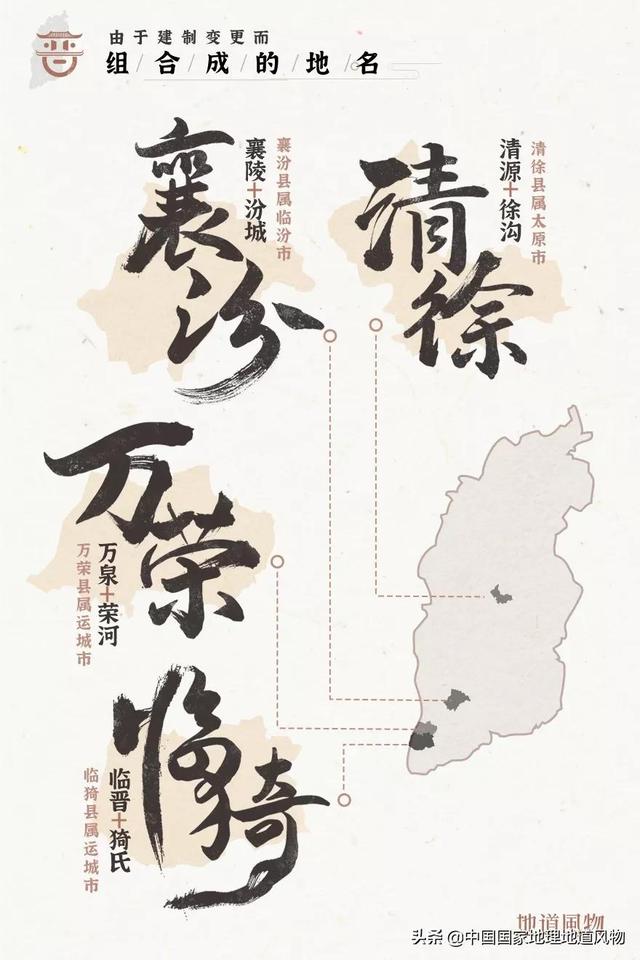 晋
由于建制变更而
组/合/成/的/地/名
襄汾
襄陵+汾城
襄汾县属临汾市
清徐
清源+徐沟
清徐县属太原市
万荣
万泉+荣河
万荣县属运城市
临猗
临晋+猗氏
临猗县属运城市
地道風物
头条 @中国国家地理地道风物